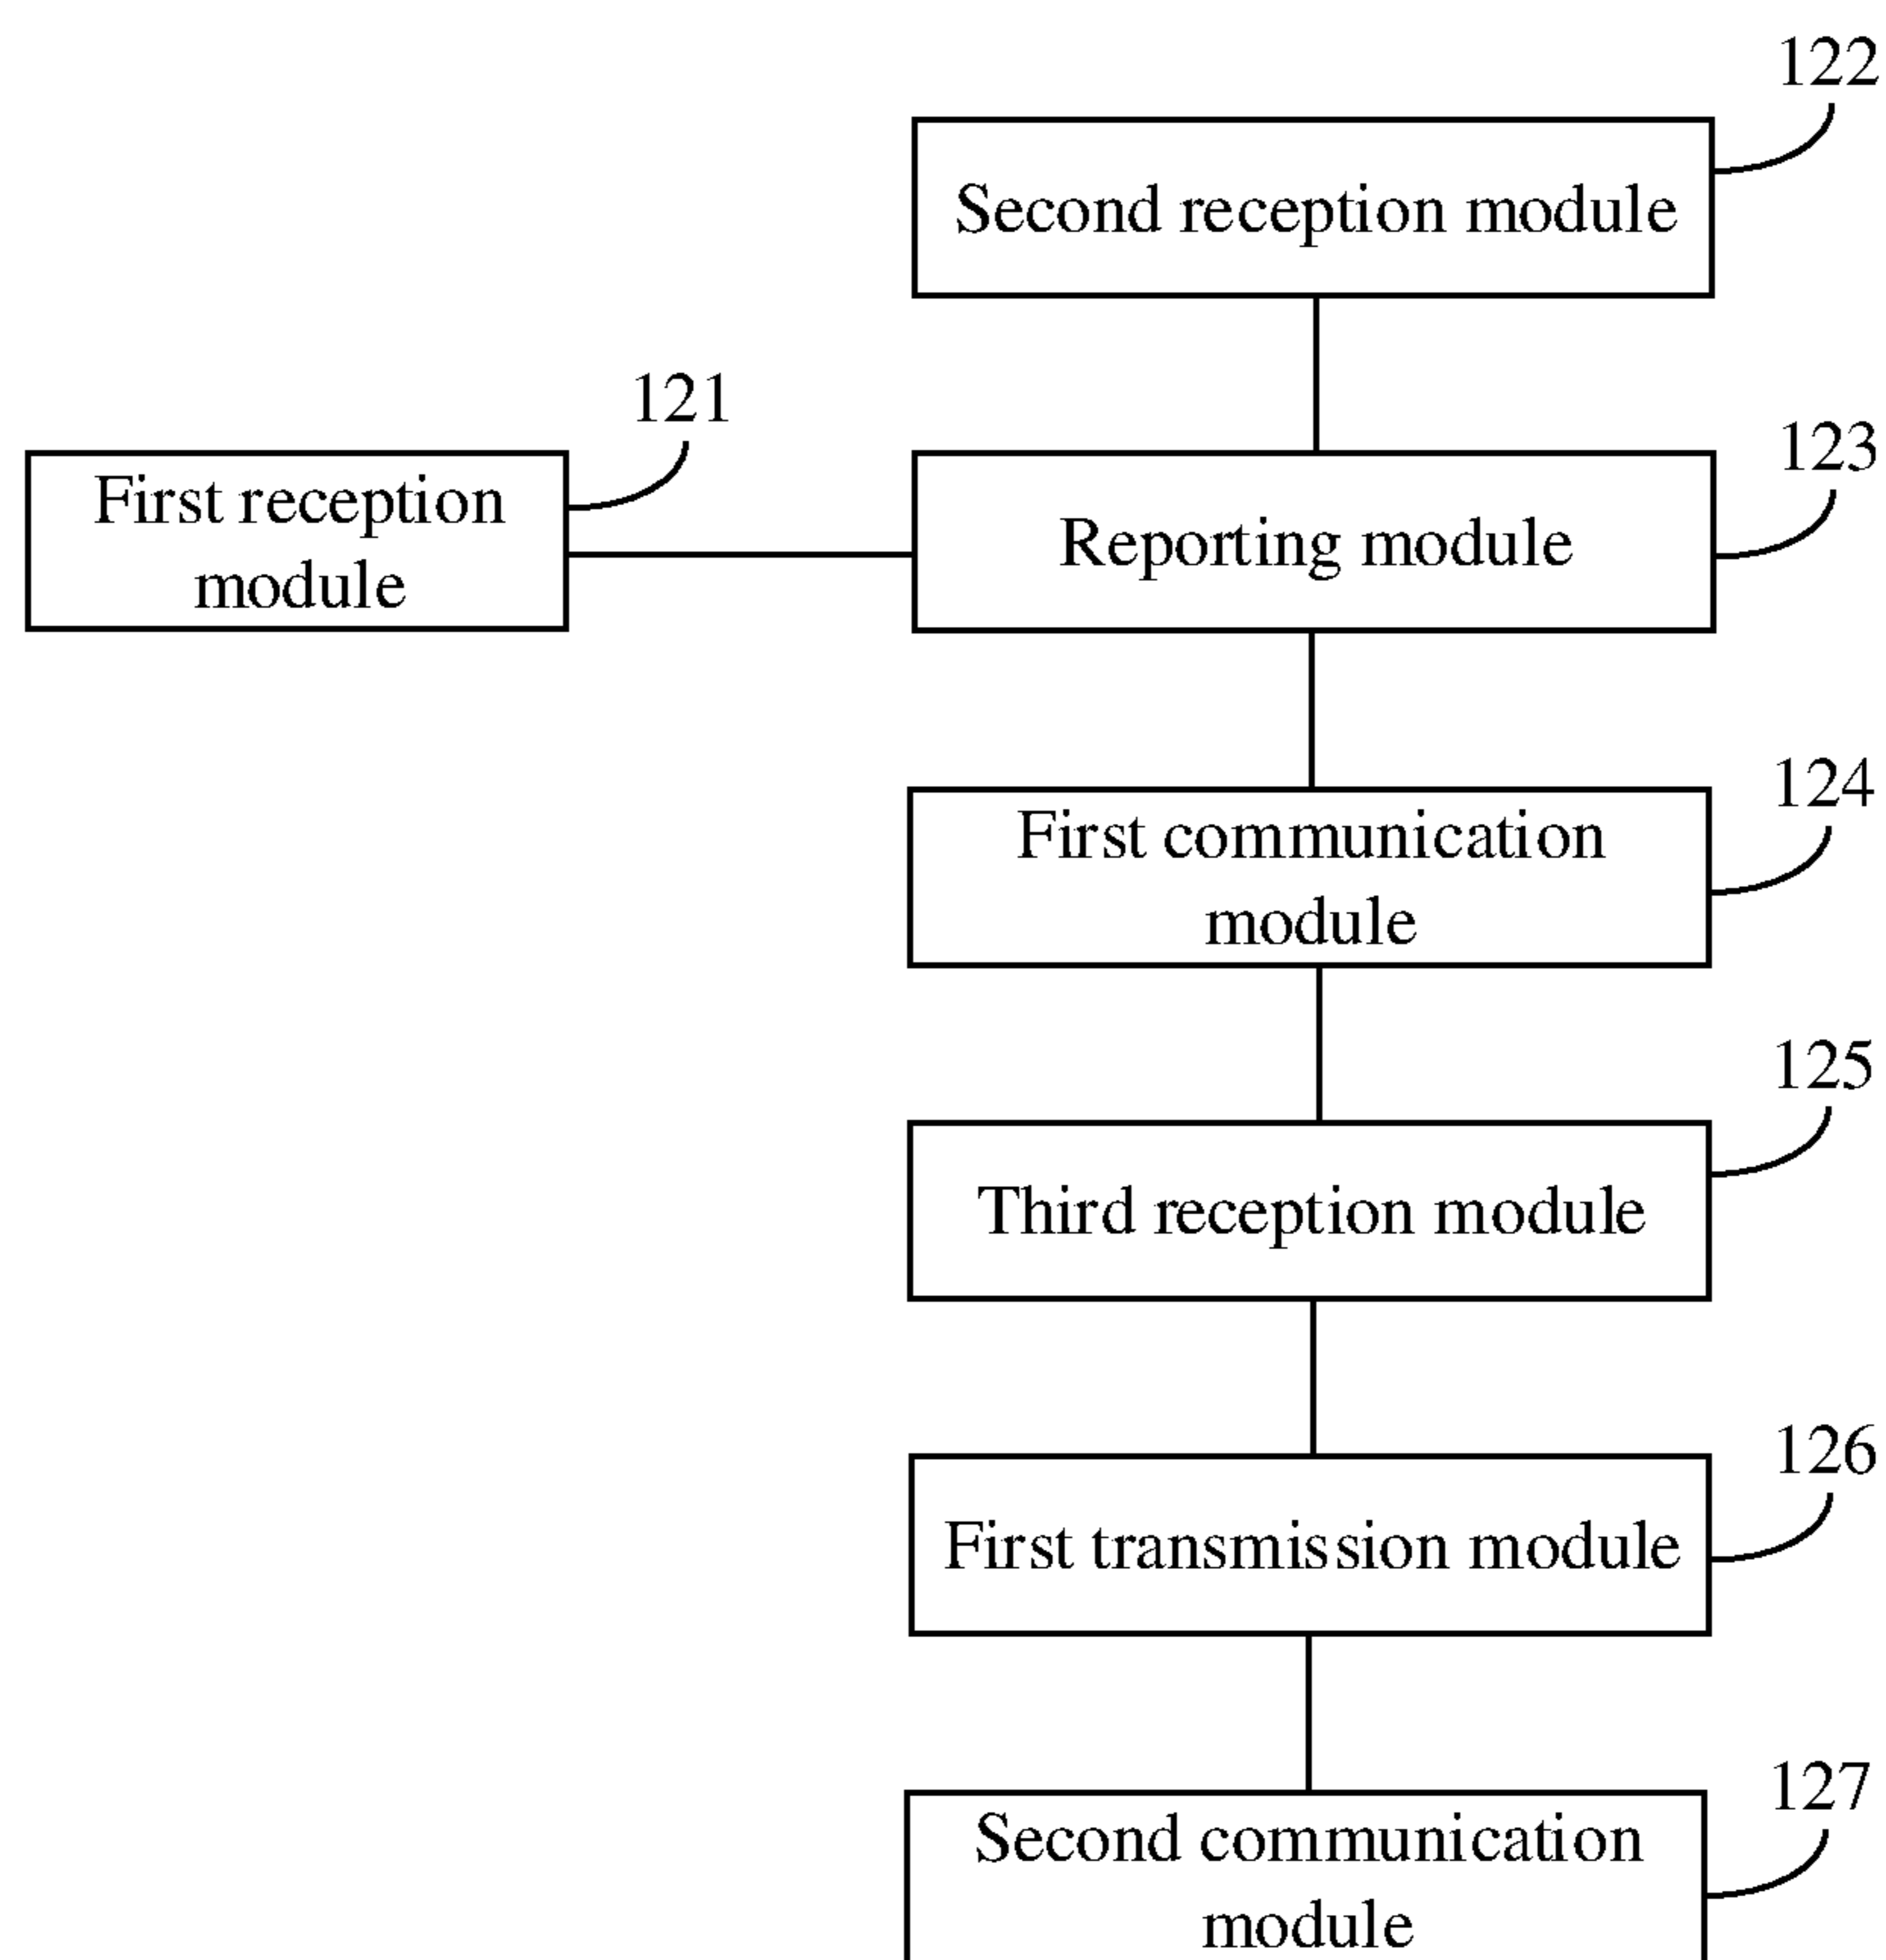 122
Second reception module
121
First reception
module
123
Reporting module
124
First communication
module
125
Third reception module
126
First transmission module
127
Second communication
module